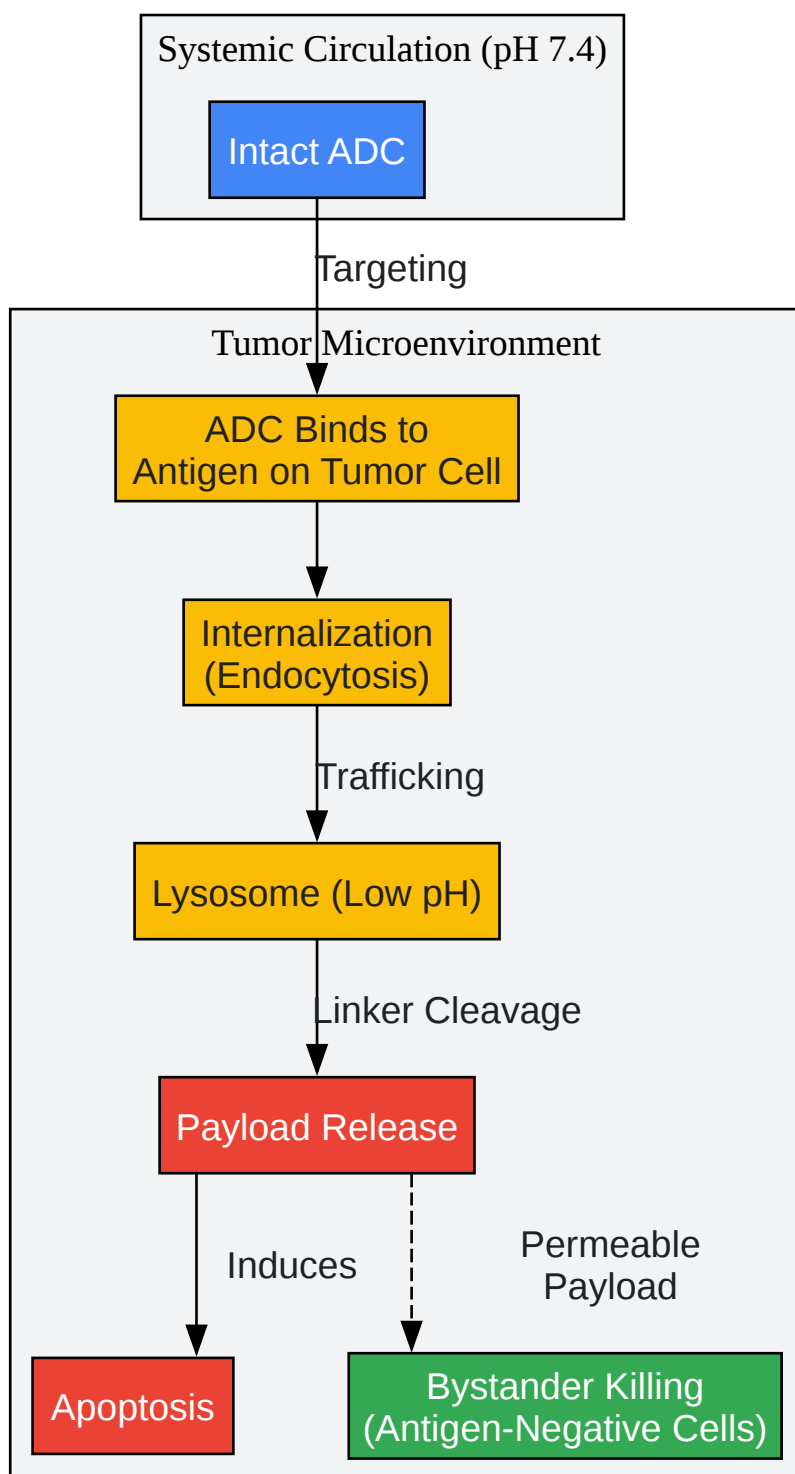 Systemic Circulation (pH 7.4)
Intact ADC
Targeting
Tumor Microenvironment
ADC Binds to
Antigen on Tumor Cell
Internalization
(Endocytosis)
Trafficking
Lysosome (Low pH)
Linker Cleavage
Payload Release
Induces
Permeable
Payload
Apoptosis
Bystander Killing
(Antigen-Negative Cells)